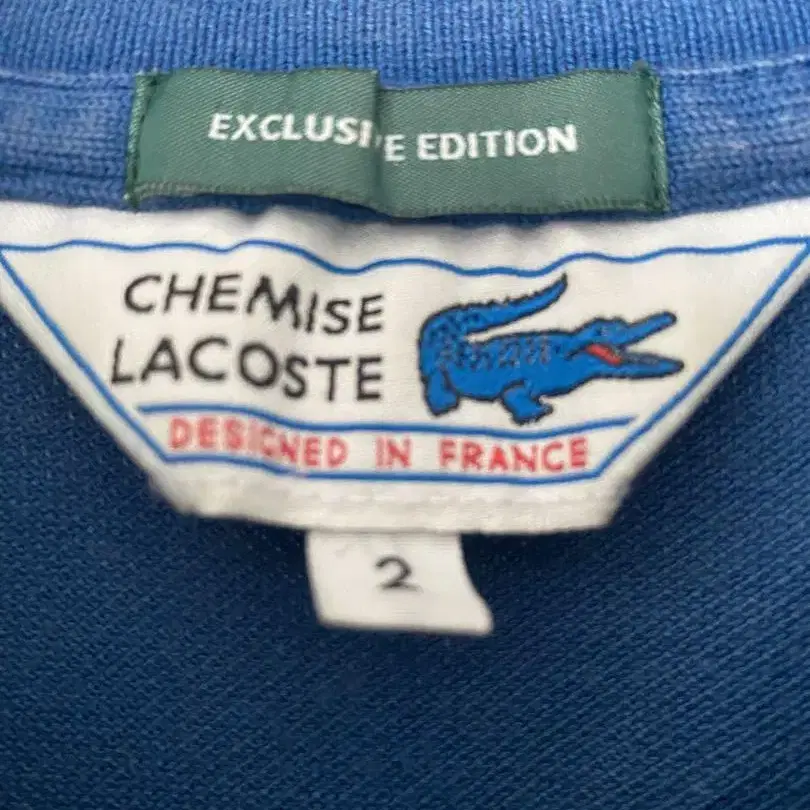 EXCLUSIVE EDITION
CHEMISE
LACOSTE
DESIGNED IN FRANCE
2